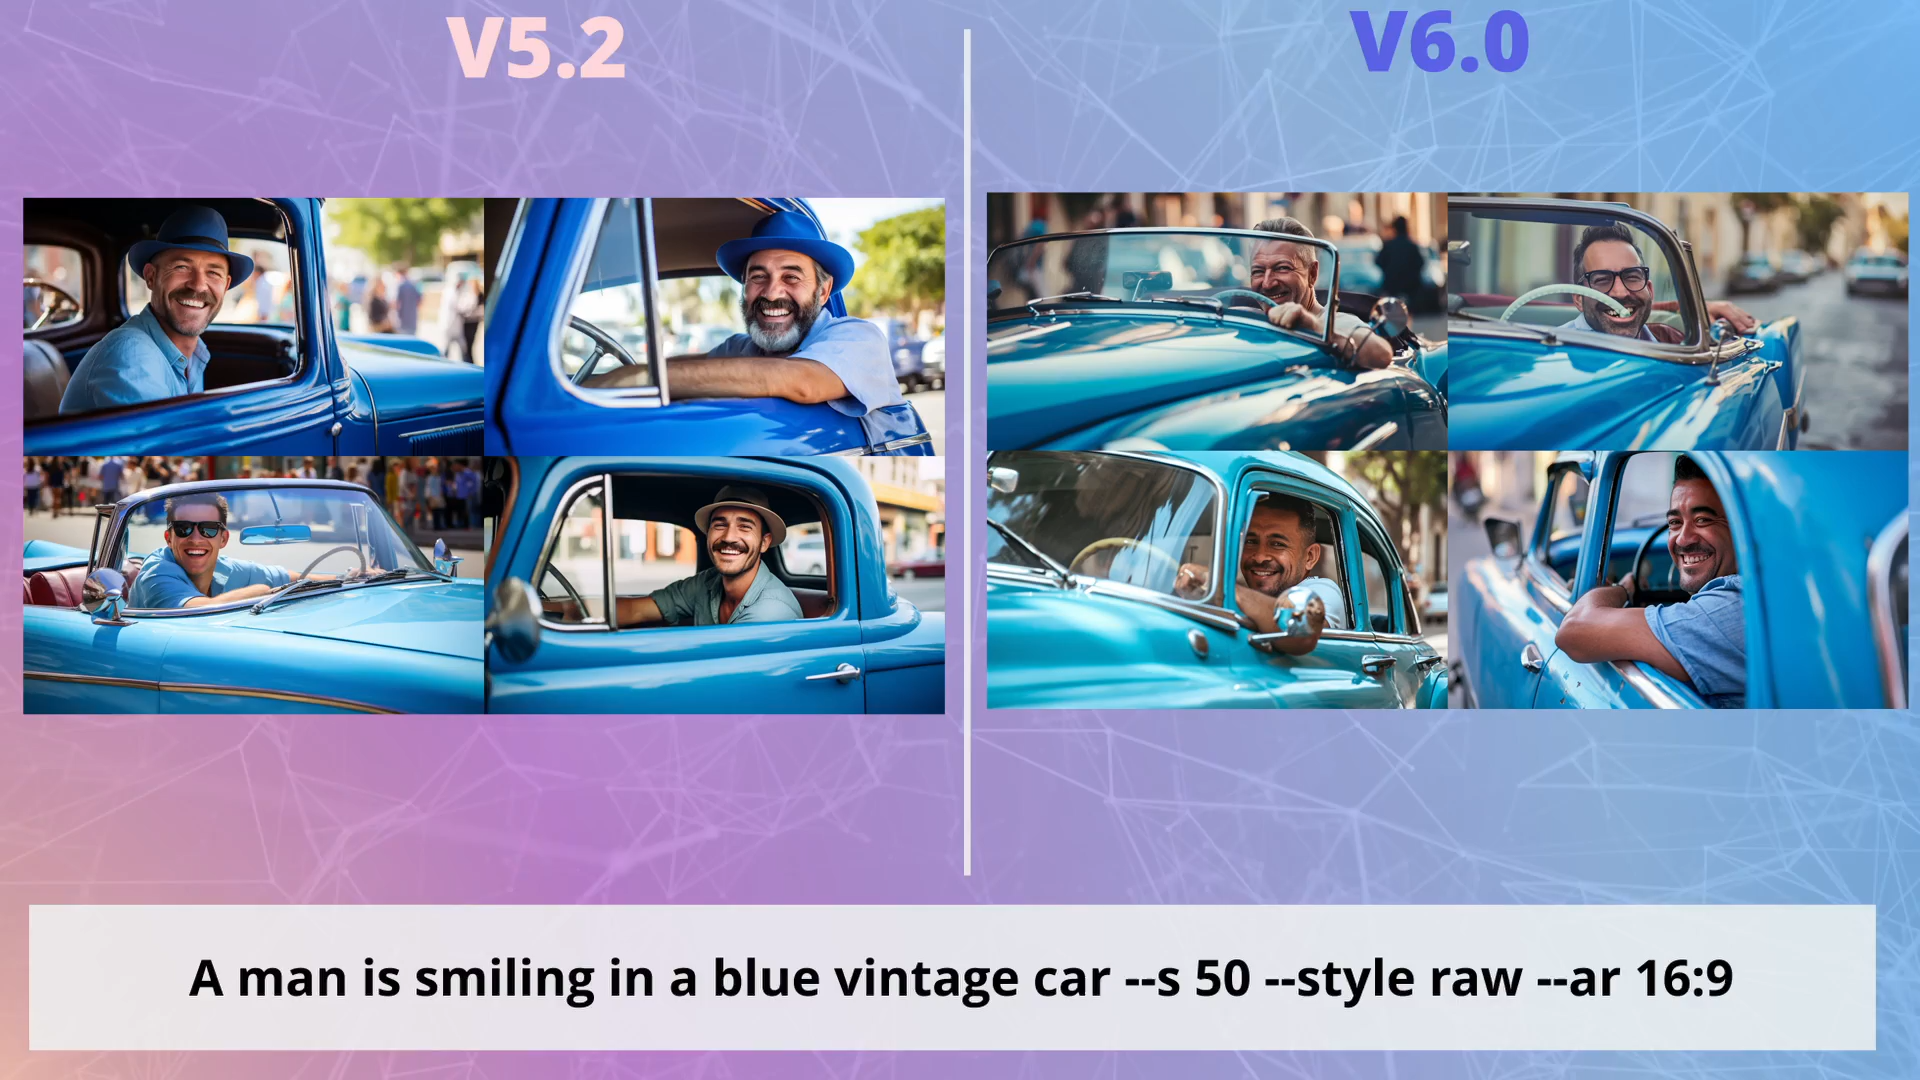 V5.2
V6.0
A man is smiling in a blue vintage car --s 50 --style raw --ar 16:9